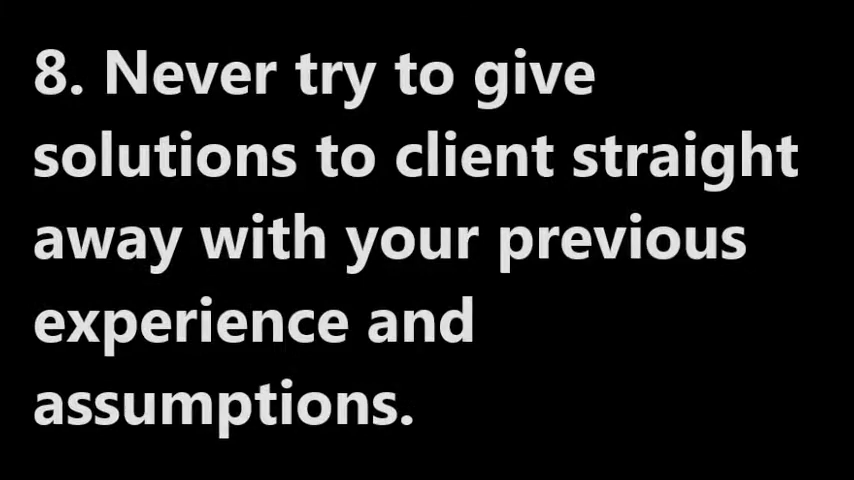 8. Never try to give
solutions to client straight
away with your previous
experience and
assumptions.